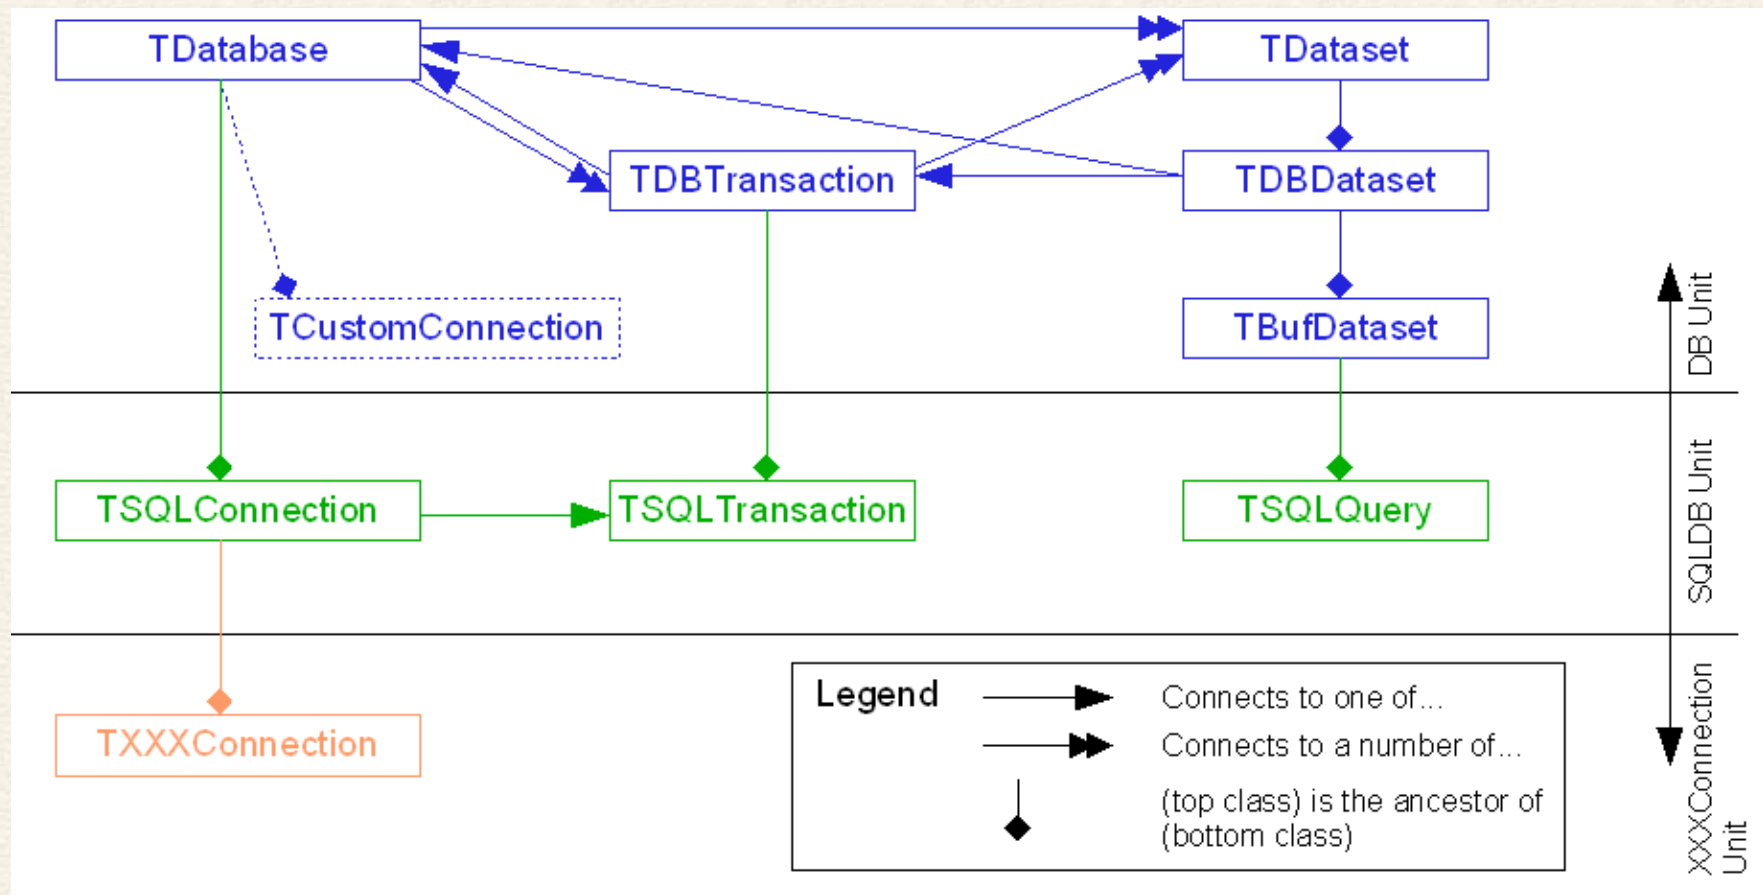 TDatabase
TDataset
TDBTransaction
TDBDataset
TCustomConnection
TBufDataset
DB Unit
TSQLConnection
TSQLTransaction
TSQLQuery
SQLDB Unit
TXXXConnection
Legend
Connects to one of...
Connects to a number of...
(top class) is the ancestor of
(bottom class)
XXXConnection
Unit